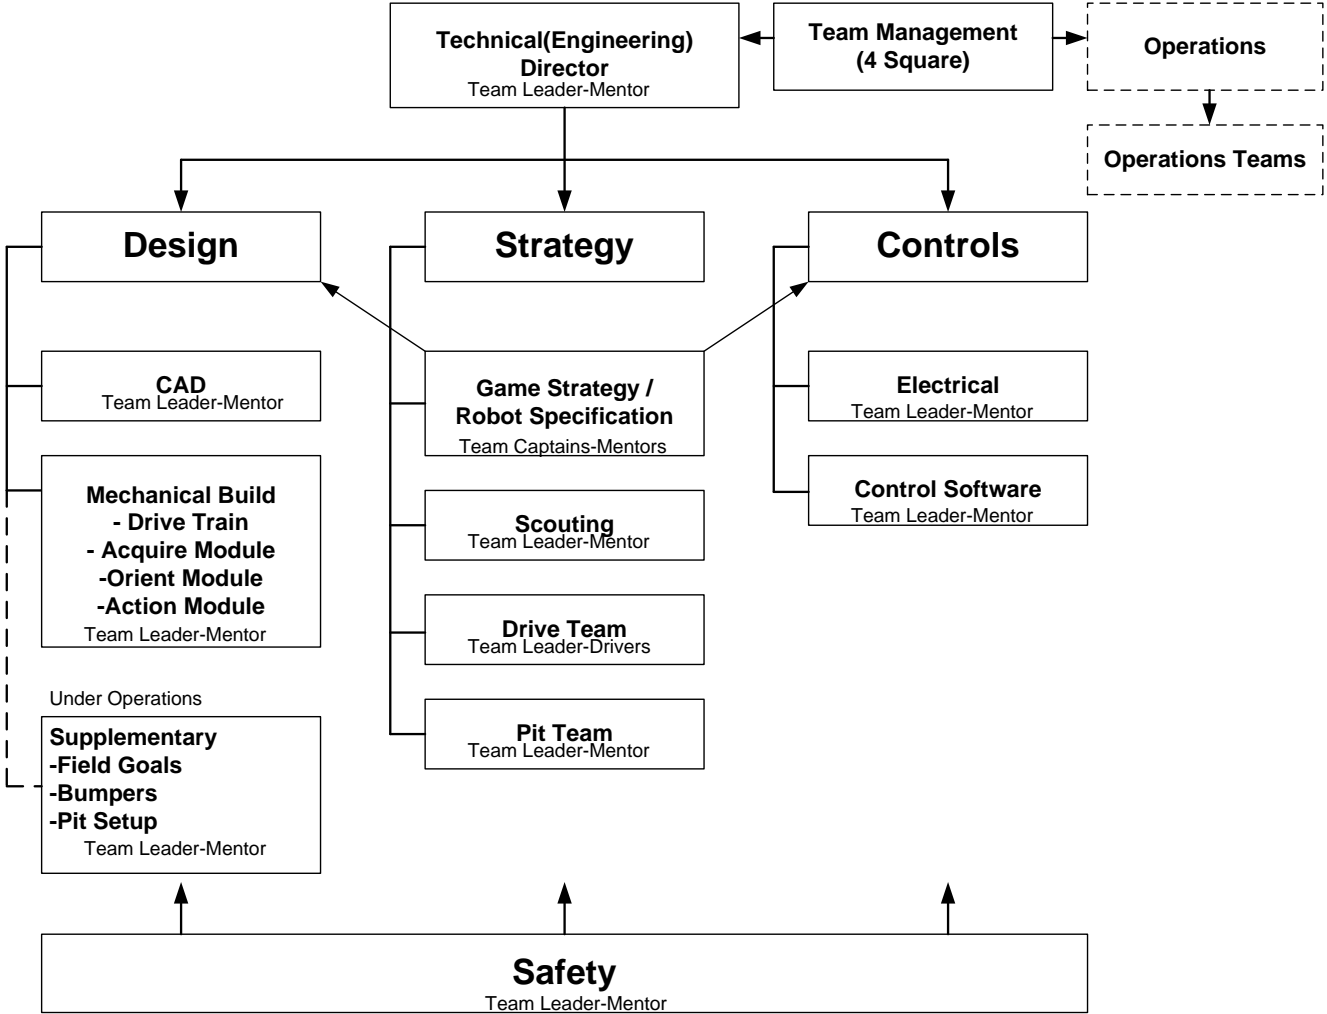 Technical(Engineering)
Director
Team Leader-Mentor
Team Management
(4 Square)
Operations
Operations Teams
Design
Strategy
Controls
CAD
Team Leader-Mentor
Mechanical Build
- Drive Train
- Acquire Module
-Orient Module
-Action Module
Team Leader-Mentor
Under Operations
Supplementary
-Field Goals
-Bumpers
-Pit Setup
Team Leader-Mentor
Game Strategy /
Robot Specification
Team Captains-Mentors
Scouting
Team Leader-Mentor
Drive Team
Team Leader-Drivers
Pit Team
Team Leader-Mentor
Electrical
Team Leader-Mentor
Control Software
Team Leader-Mentor
Safety
Team Leader-Mentor